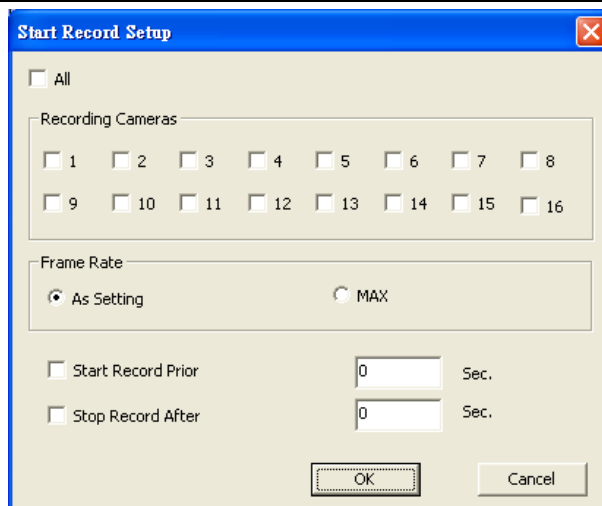 Start Record Setup
All
Recording Cameras
1 2 3 4 5 6 7 8
9 10 11 12 13 14 15 16
Frame Rate
As Setting MAX
Start Record Prior 0 Sec.
Stop Record After 0 Sec.
OK Cancel